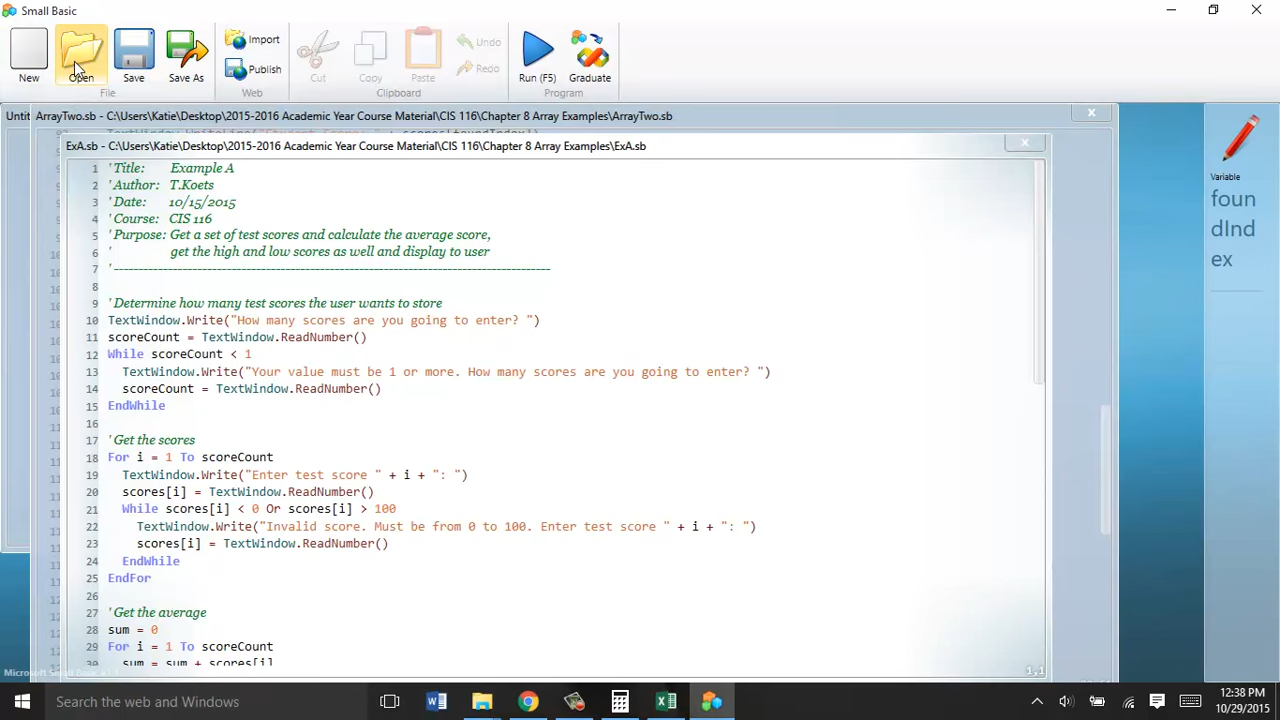 Small Basic
New
Open
Save
Save As
Import
Publish
Cut
Copy
Paste
Undo
Redo
Run (F5)
Graduate
File
Web
Clipboard
Program
Untit
ArrayTwo.sb - C:\Users\Katie\Desktop\2015-2016 Academic Year Course Material\CIS 116\Chapter 8 Array Examples\ArrayTwo.sb
ExA.sb - C:\Users\Katie\Desktop\2015-2016 Academic Year Course Material\CIS 116\Chapter 8 Array Examples\ExA.sb
1 'Title: Example A
2 'Author: T.Koets
3 'Date: 10/15/2015
4 'Course: CIS 116
5 'Purpose: Get a set of test scores and calculate the average score,
6 ' get the high and low scores as well and display to user
7 '--------------------------------------------------------------------------------
8
9 'Determine how many test scores the user wants to store
10 TextWindow.Write("How many scores are you going to enter? ")
11 scoreCount = TextWindow.ReadNumber()
12 While scoreCount < 1
13 TextWindow.Write("Your value must be 1 or more. How many scores are you going to enter? ")
14 scoreCount = TextWindow.ReadNumber()
15 EndWhile
16
17 'Get the scores
18 For i = 1 To scoreCount
19 TextWindow.Write("Enter test score " + i + ": ")
20 scores[i] = TextWindow.ReadNumber()
21 While scores[i] < 0 Or scores[i] > 100
22 TextWindow.Write("Invalid score. Must be from 0 to 100. Enter test score " + i + ": ")
23 scores[i] = TextWindow.ReadNumber()
24 EndWhile
25 EndFor
26
27 'Get the average
28 sum = 0
29 For i = 1 To scoreCount
30 sum = sum + scores[i]
1,1
Variable
foun
dInd
ex
Search the web and Windows
12:38 PM
10/29/2015